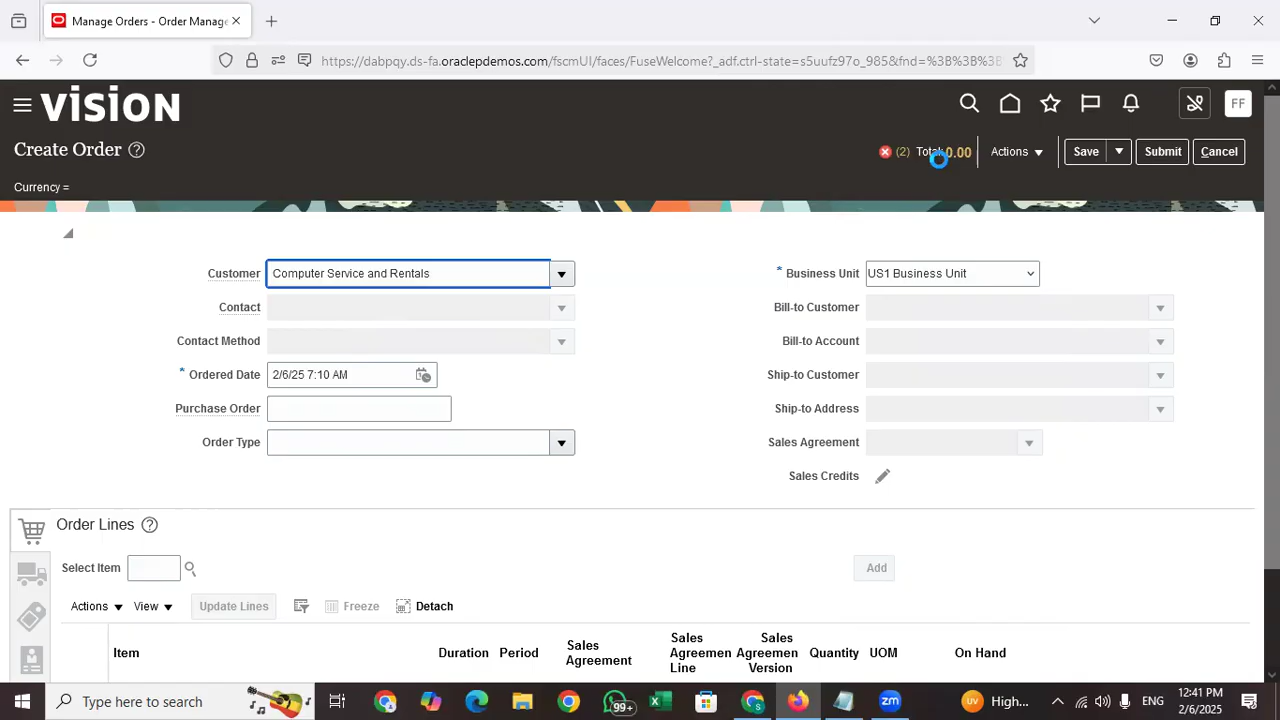 Manage Orders - Order Manage
https://dabpqy.ds-fa.oraclepdemos.com/fscmUI/faces/FuseWelcome?_adf.ctrl-state=s5uufz97o_985&fnd=%3B%3B%3B
VISION
FF
Create Order
(2) Total 0.00
Actions
Save
Submit
Cancel
Currency =
Customer
Computer Service and Rentals
* Business Unit
US1 Business Unit
Contact
Bill-to Customer
Contact Method
Bill-to Account
* Ordered Date
2/6/25 7:10 AM
Ship-to Customer
Purchase Order
Ship-to Address
Order Type
Sales Agreement
Sales Credits
Order Lines
Select Item
Add
Actions
View
Update Lines
Freeze
Detach
Item
Duration
Period
Sales Agreement
Sales Agreemen Line
Sales Agreemen Version
Quantity
UOM
On Hand
Type here to search
99+
High...
ENG
12:41 PM
2/6/2025